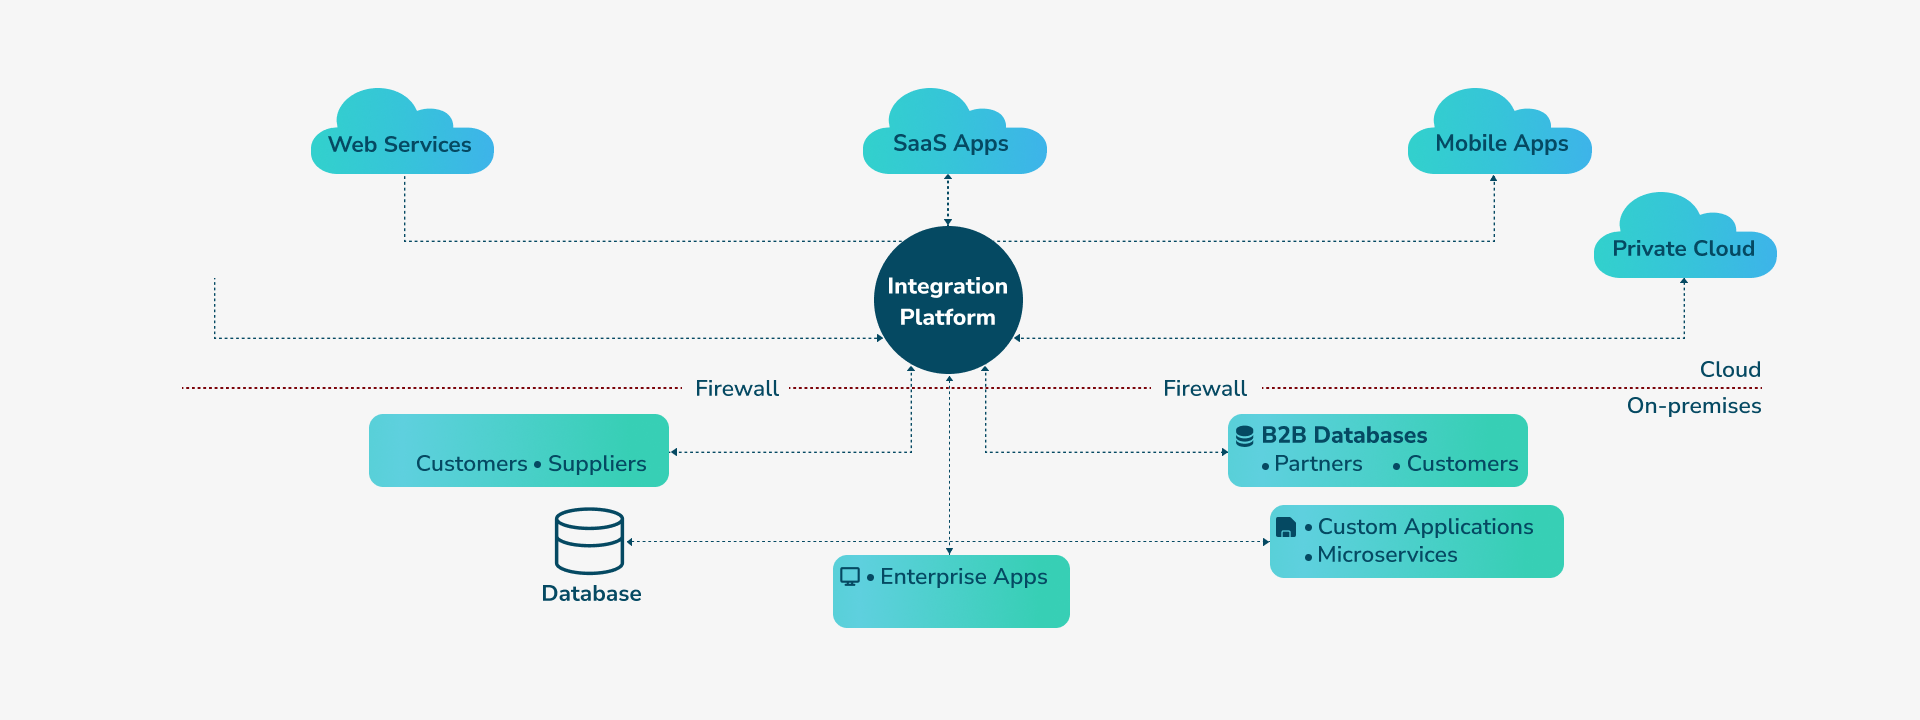 Web Services
SaaS Apps
Mobile Apps
Private Cloud
Integration
Platform
Cloud
Firewall
Firewall
On-premises
Customers • Suppliers
B2B Databases
• Partners • Customers
• Custom Applications
• Microservices
Database
• Enterprise Apps